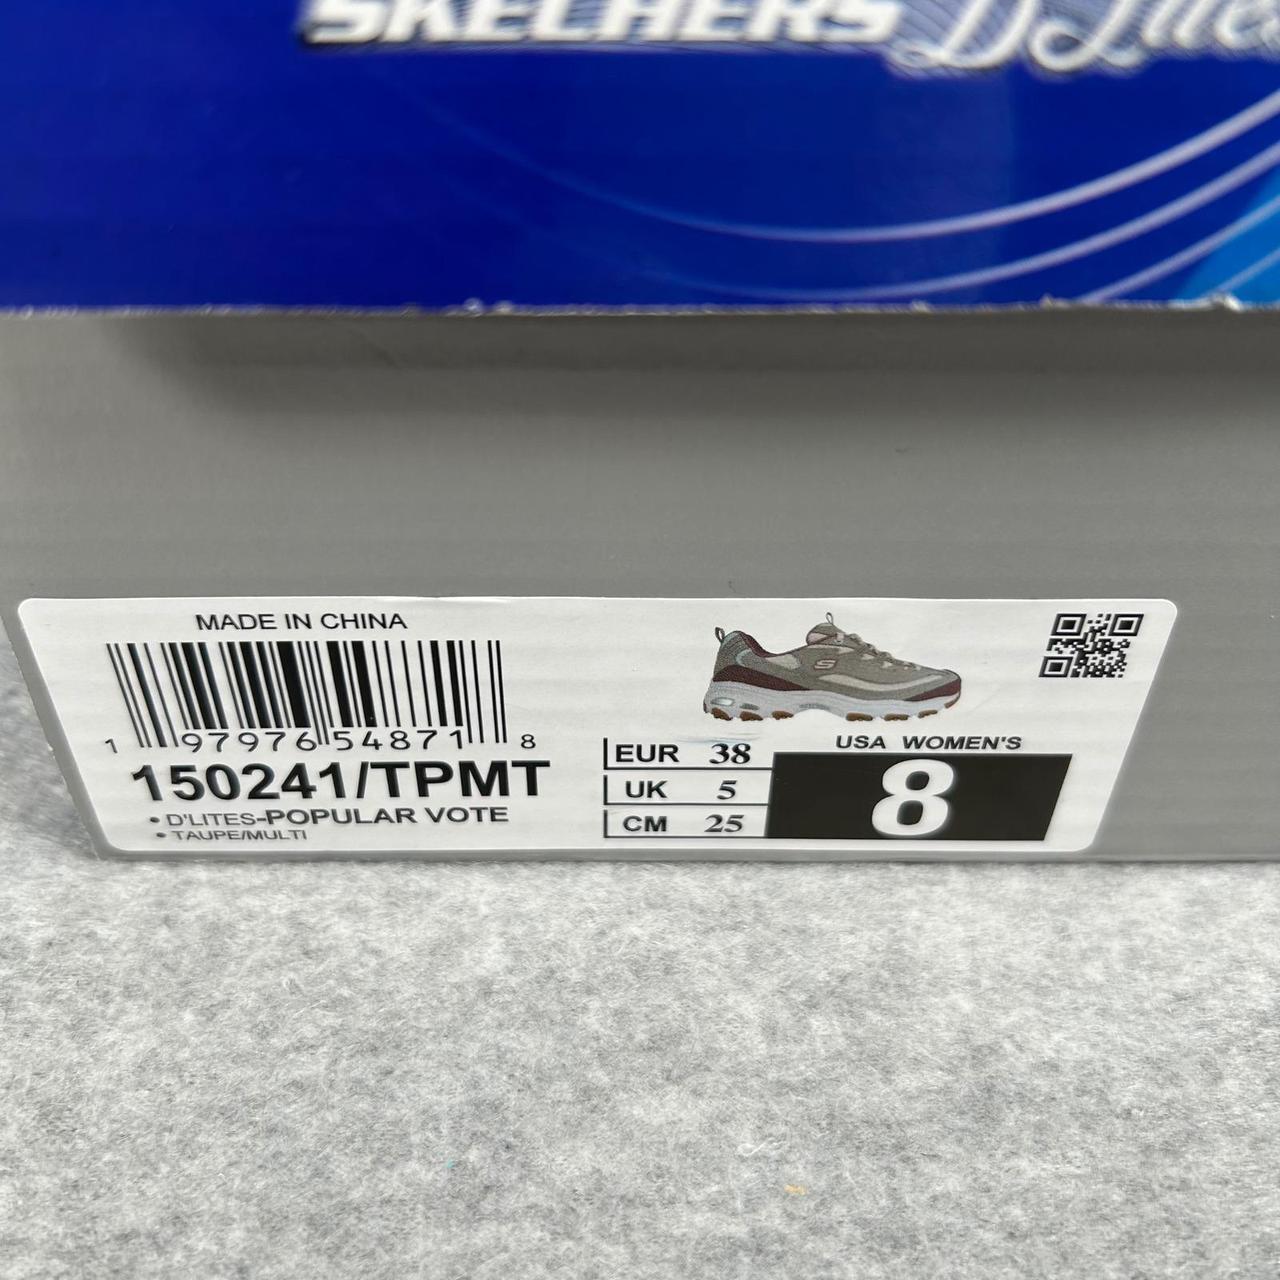 SKECHERS D'Lites
MADE IN CHINA
1 97976 54871 8
150241/TPMT
• D'LITES-POPULAR VOTE
• TAUPE/MULTI
S
EUR 38
UK 5
CM 25
USA WOMEN'S
8